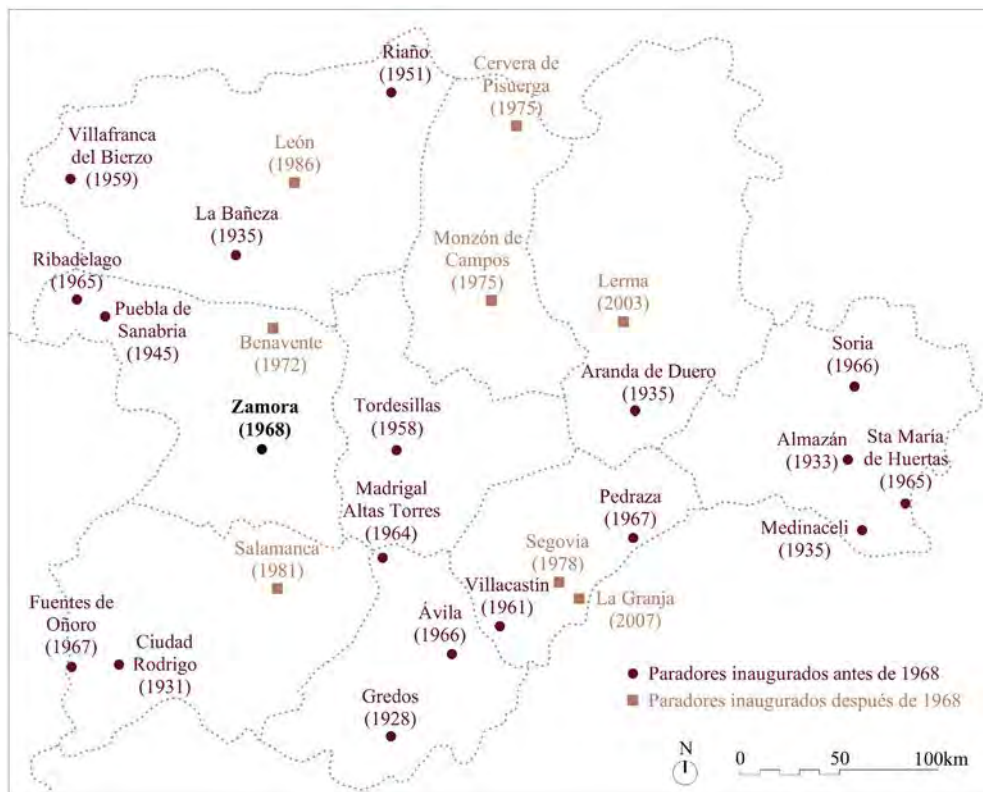 Riaño
(1951)
Cervera de
Pisuerga
(1975)
Villafranca
del Bierzo
(1959)
León
(1986)
La Bañeza
(1935)
Ribadelago
(1965)
Puebla de
Sanabria
(1945)
Monzón de
Campos
(1975)
Lerma
(2003)
Benavente
(1972)
Soria
(1966)
Aranda de Duero
(1935)
Zamora
(1968)
Tordesillas
(1958)
Almazán
(1933)
Sta María
de Huertas
(1965)
Madrigal
Altas Torres
(1964)
Pedraza
(1967)
Medinaceli
(1935)
Salamanca
(1981)
Segovia
(1978)
Villacastín
(1961)
La Granja
(2007)
Fuentes de
Oñoro
(1967)
Ciudad
Rodrigo
(1931)
Ávila
(1966)
Gredos
(1928)
Paradores inaugurados antes de 1968
Paradores inaugurados después de 1968
N
0 50 100km